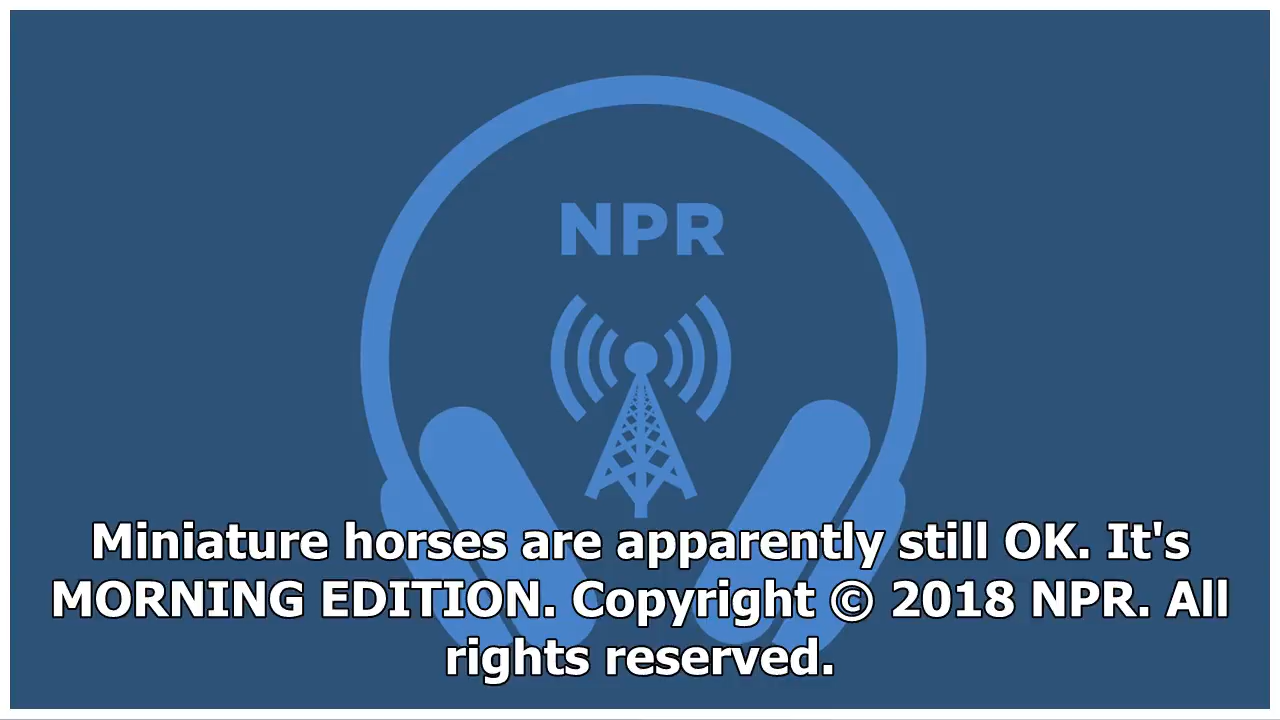 NPR
Miniature horses are apparently still OK. It's
MORNING EDITION. Copyright © 2018 NPR. All
rights reserved.